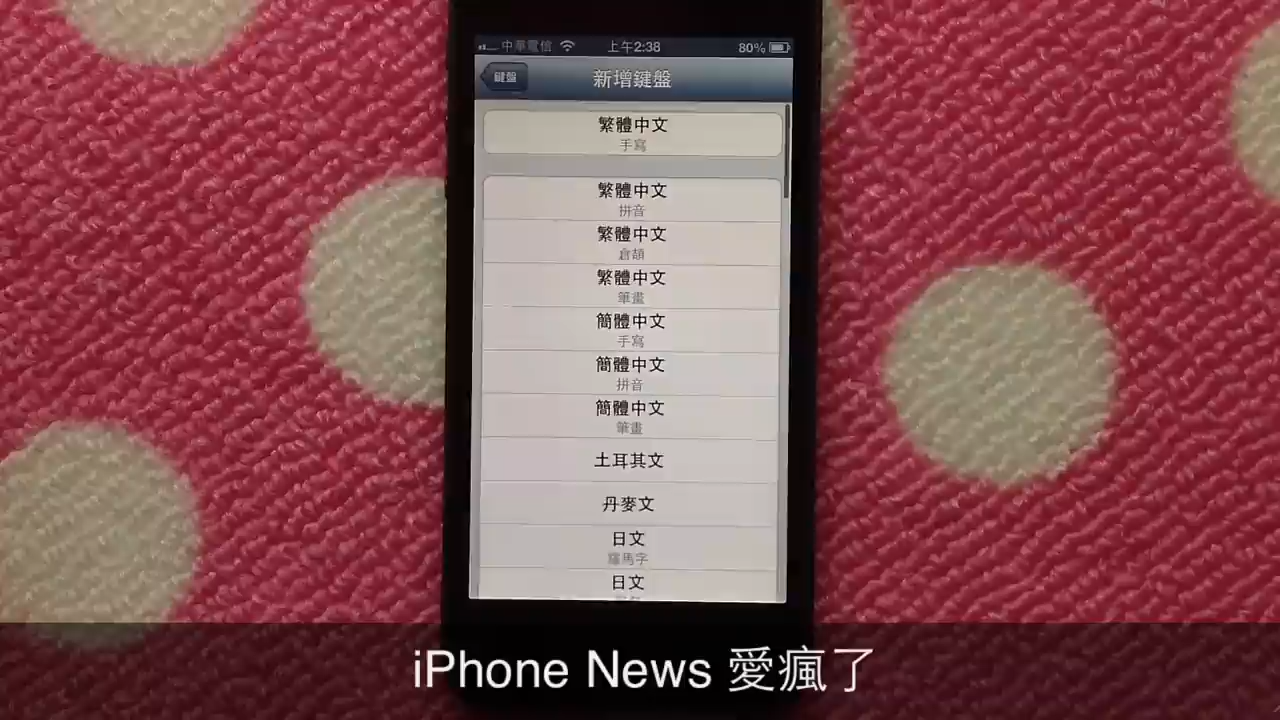 中華電信
上午2:38
80%
鍵盤
新增鍵盤
繁體中文
手寫
繁體中文
拼音
繁體中文
倉頡
繁體中文
筆畫
簡體中文
手寫
簡體中文
拼音
簡體中文
筆畫
土耳其文
丹麥文
日文
羅馬字
日文
iPhone News 愛瘋了